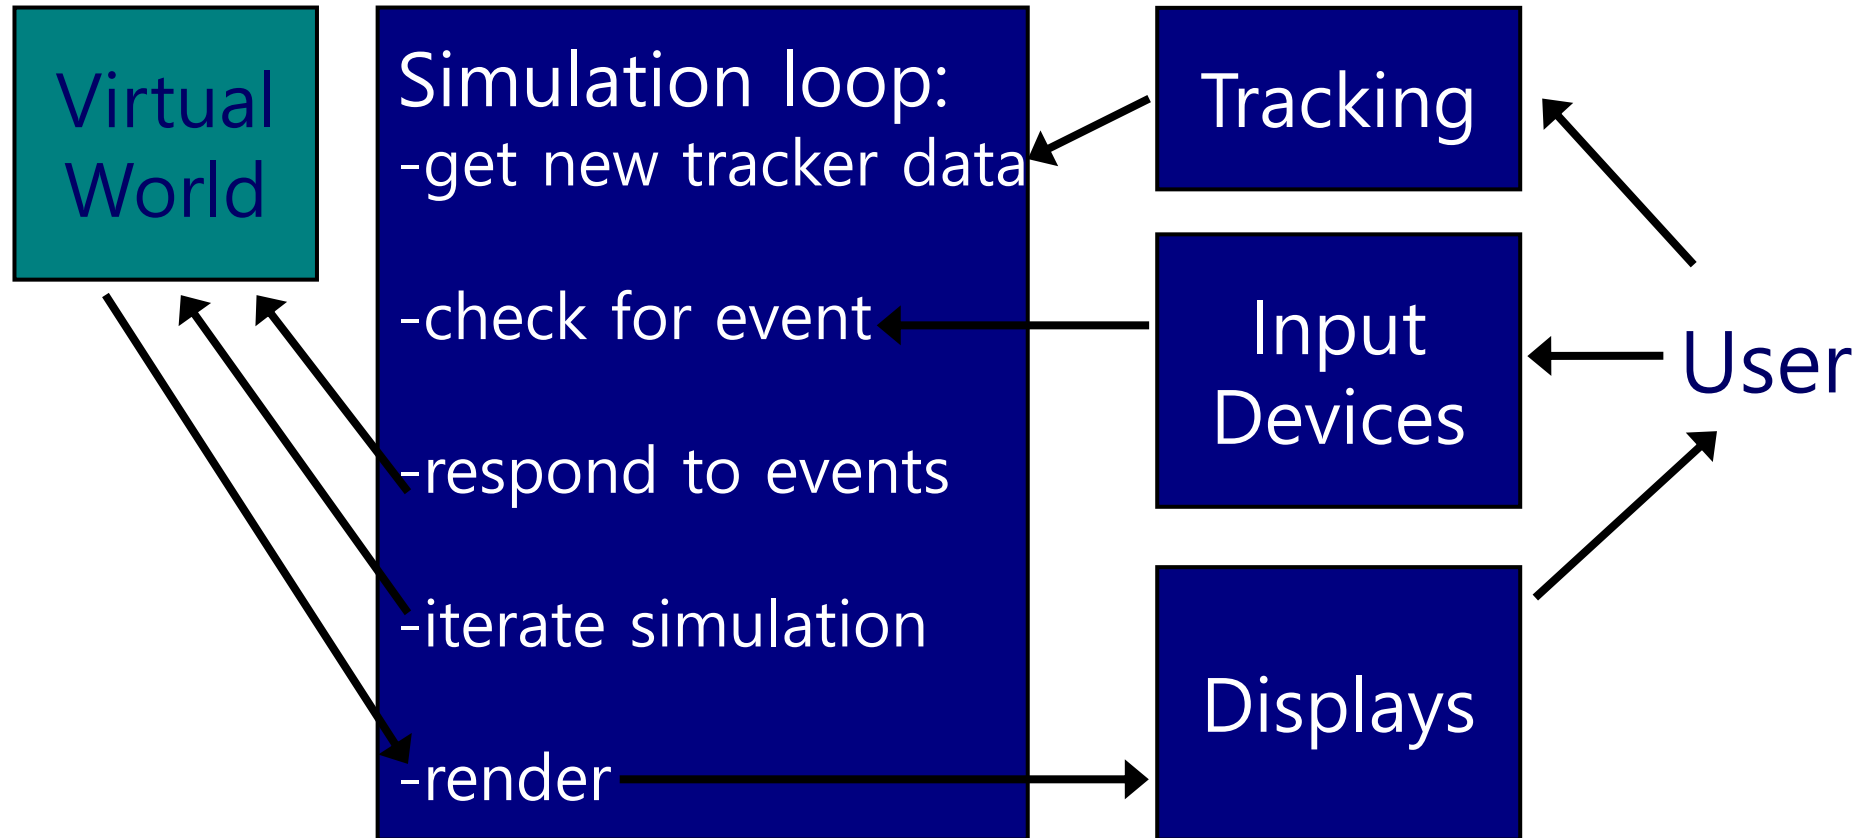 Virtual
World
Simulation loop:
-get new tracker data
-check for event
-respond to events
-iterate simulation
-render
Tracking
Input
Devices
Displays
User